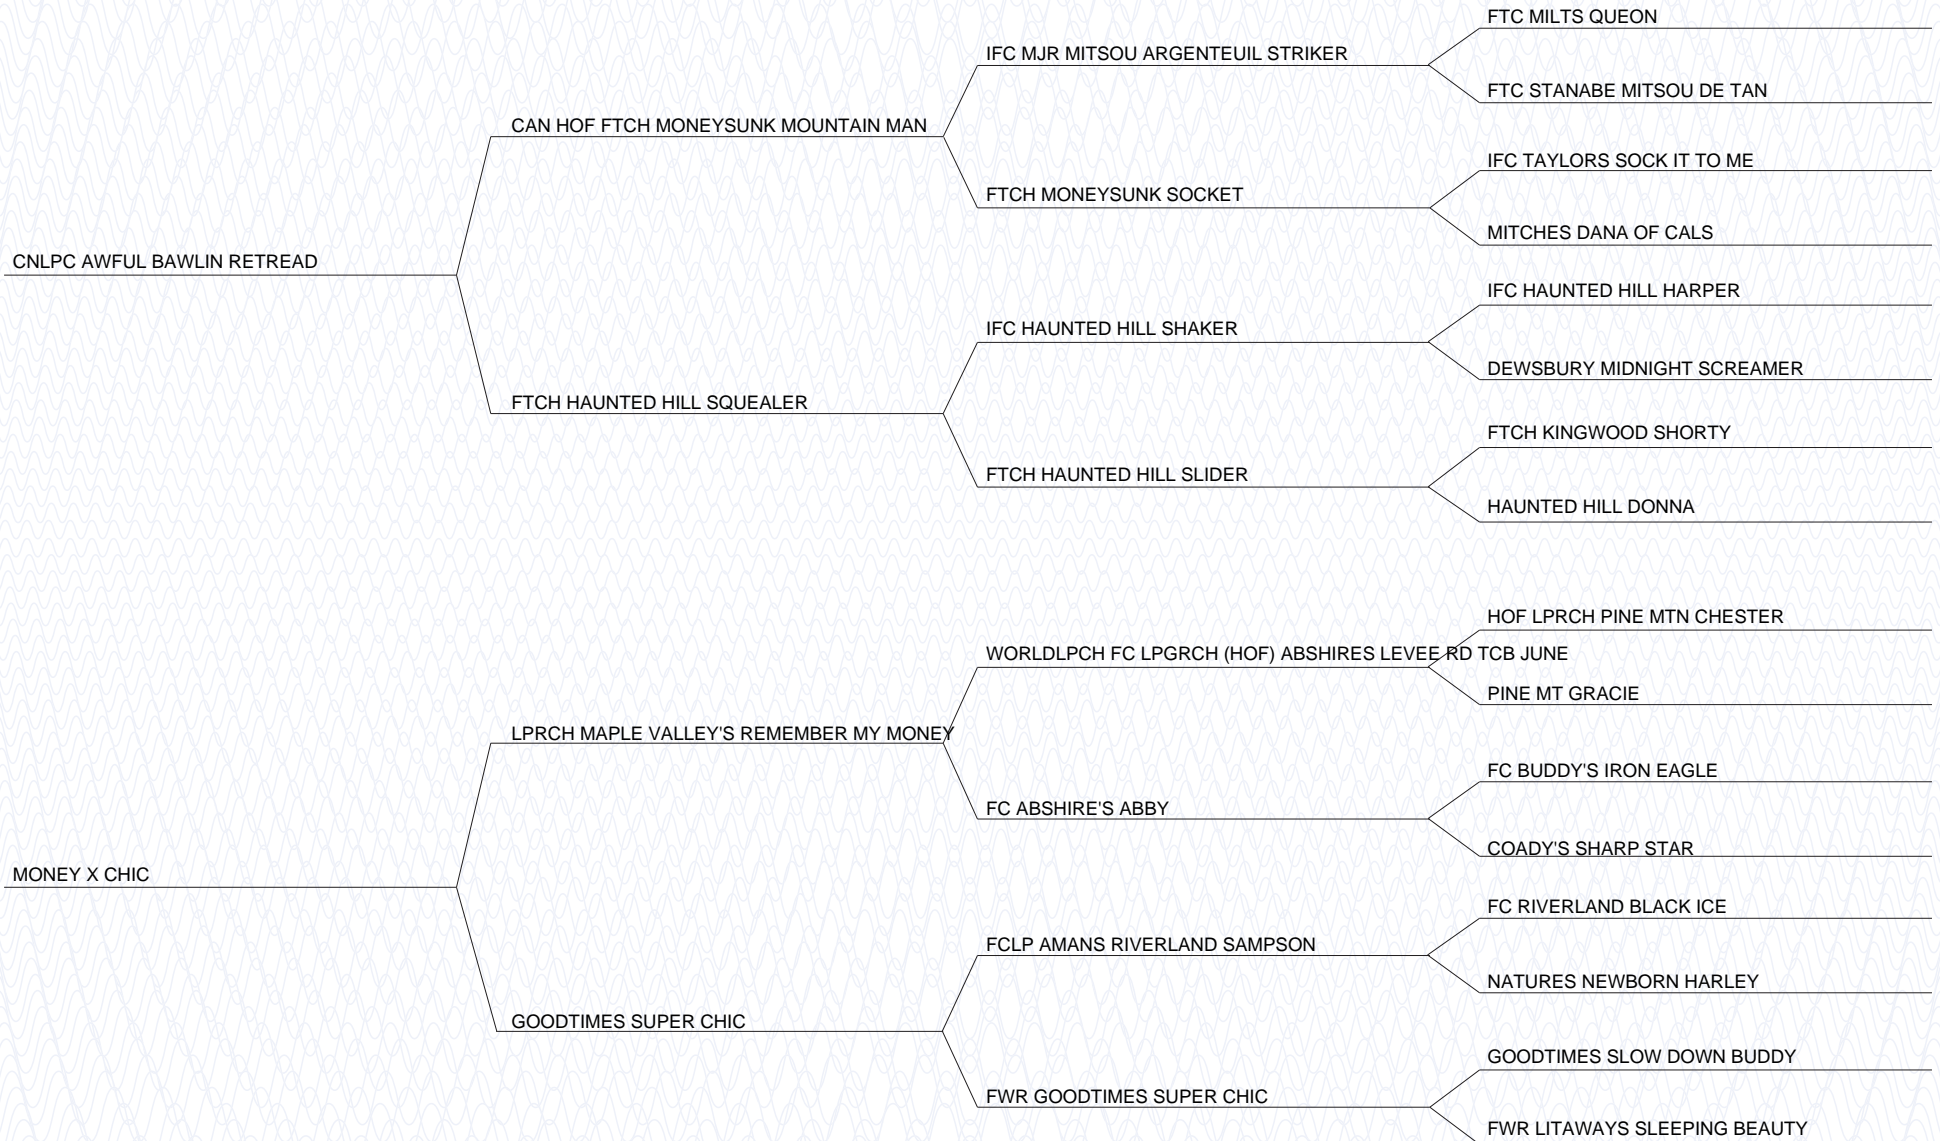 FTC MILTS QUEON
IFC MJR MITSOU ARGENTEUIL STRIKER
FTC STANABE MITSOU DE TAN
CAN HOF FTCH MONEYSUNK MOUNTAIN MAN
IFC TAYLORS SOCK IT TO ME
FTCH MONEYSUNK SOCKET
MITCHES DANA OF CALS
CNLPC AWFUL BAWLIN RETREAD
IFC HAUNTED HILL HARPER
IFC HAUNTED HILL SHAKER
DEWSBURY MIDNIGHT SCREAMER
FTCH HAUNTED HILL SQUEALER
FTCH KINGWOOD SHORTY
FTCH HAUNTED HILL SLIDER
HAUNTED HILL DONNA
HOF LPRCH PINE MTN CHESTER
WORLDLPCH FC LPGRCH (HOF) ABSHIRES LEVEE RD TCB JUNE
PINE MT GRACIE
LPRCH MAPLE VALLEY'S REMEMBER MY MONEY
FC BUDDY'S IRON EAGLE
FC ABSHIRE'S ABBY
COADY'S SHARP STAR
MONEY X CHIC
FC RIVERLAND BLACK ICE
FCLP AMANS RIVERLAND SAMPSON
NATURES NEWBORN HARLEY
GOODTIMES SUPER CHIC
GOODTIMES SLOW DOWN BUDDY
FWR GOODTIMES SUPER CHIC
FWR LITAWAYS SLEEPING BEAUTY